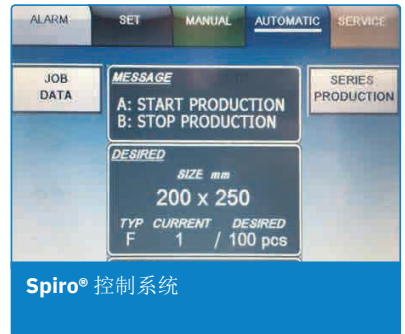 ALARM SET MANUAL AUTOMATIC SERVICE
JOB
DATA
MESSAGE
A: START PRODUCTION
B: STOP PRODUCTION
SERIES
PRODUCTION
DESIRED
SIZE mm
200 x 250
TYP CURRENT DESIRED
F 1 / 100 pcs
Spiro® 控制系统